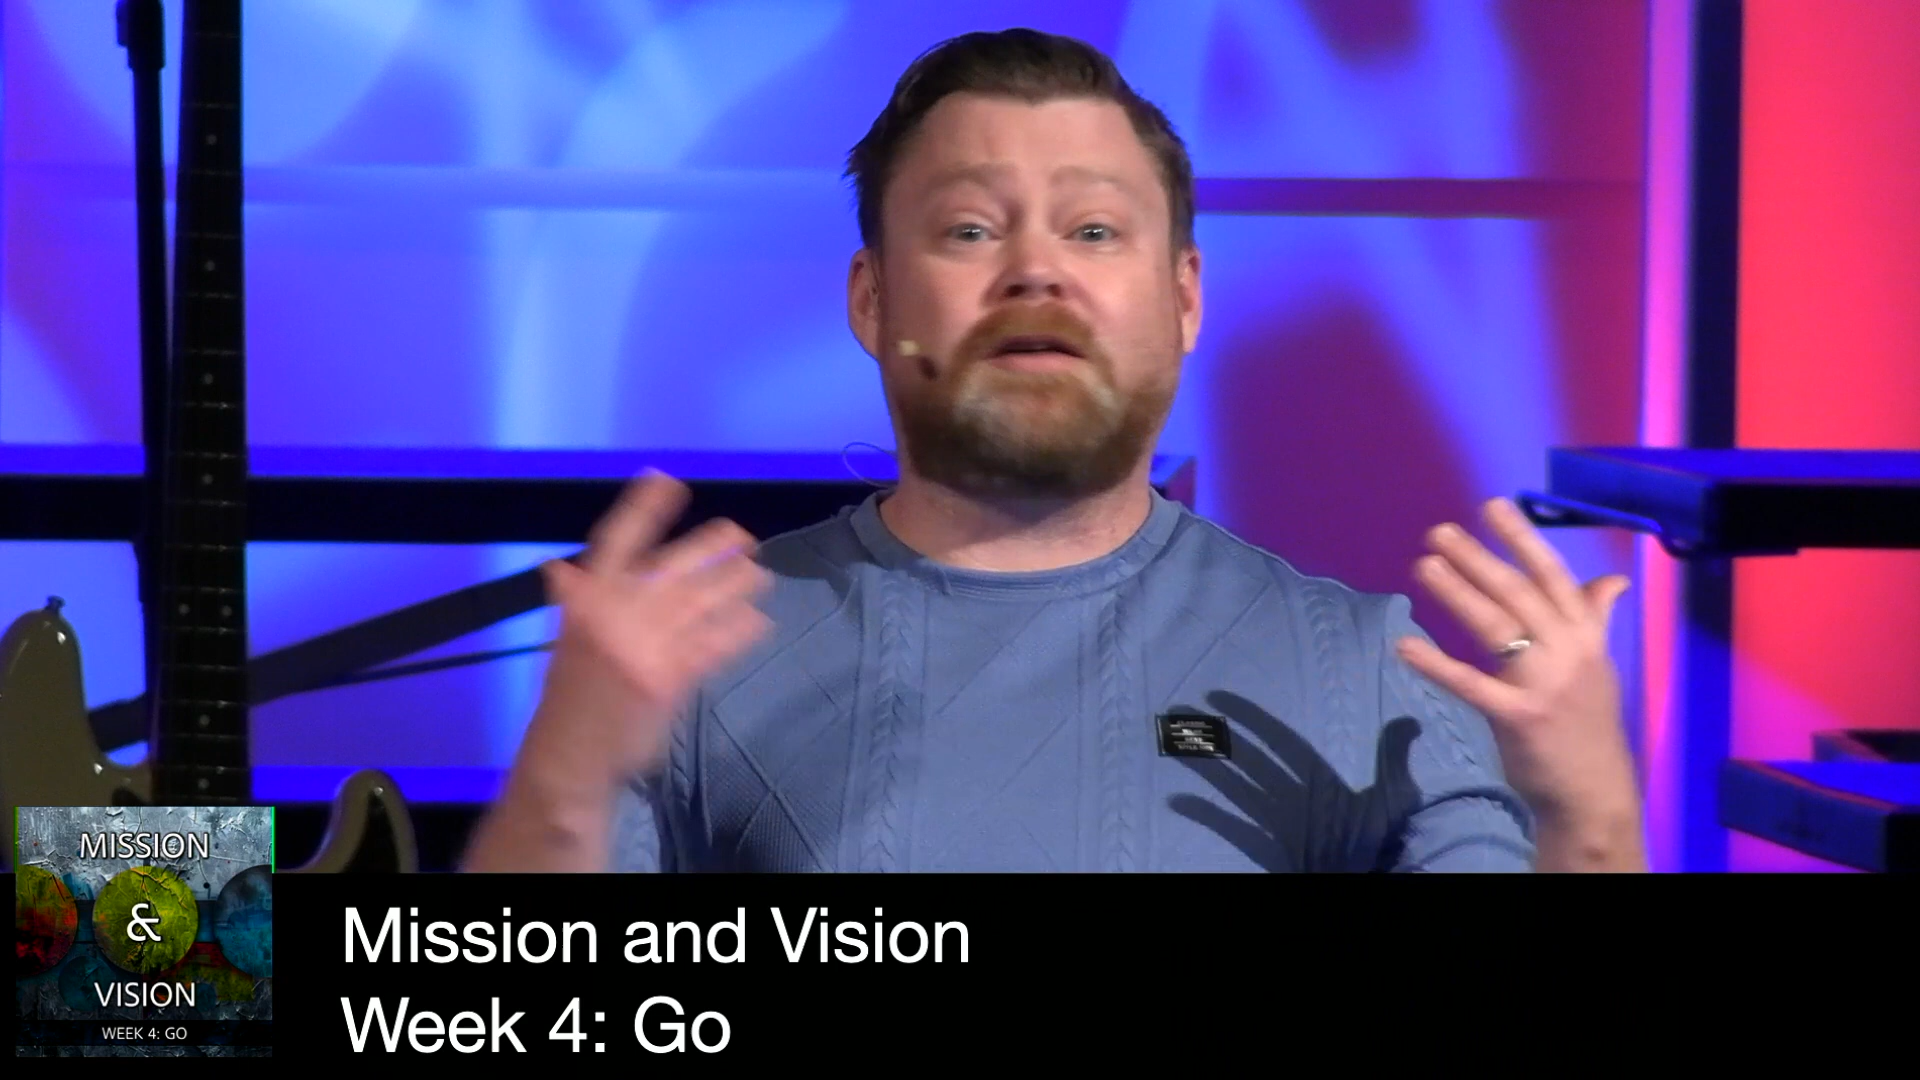 MISSION
&
VISION
WEEK 4: GO
Mission and Vision
Week 4: Go